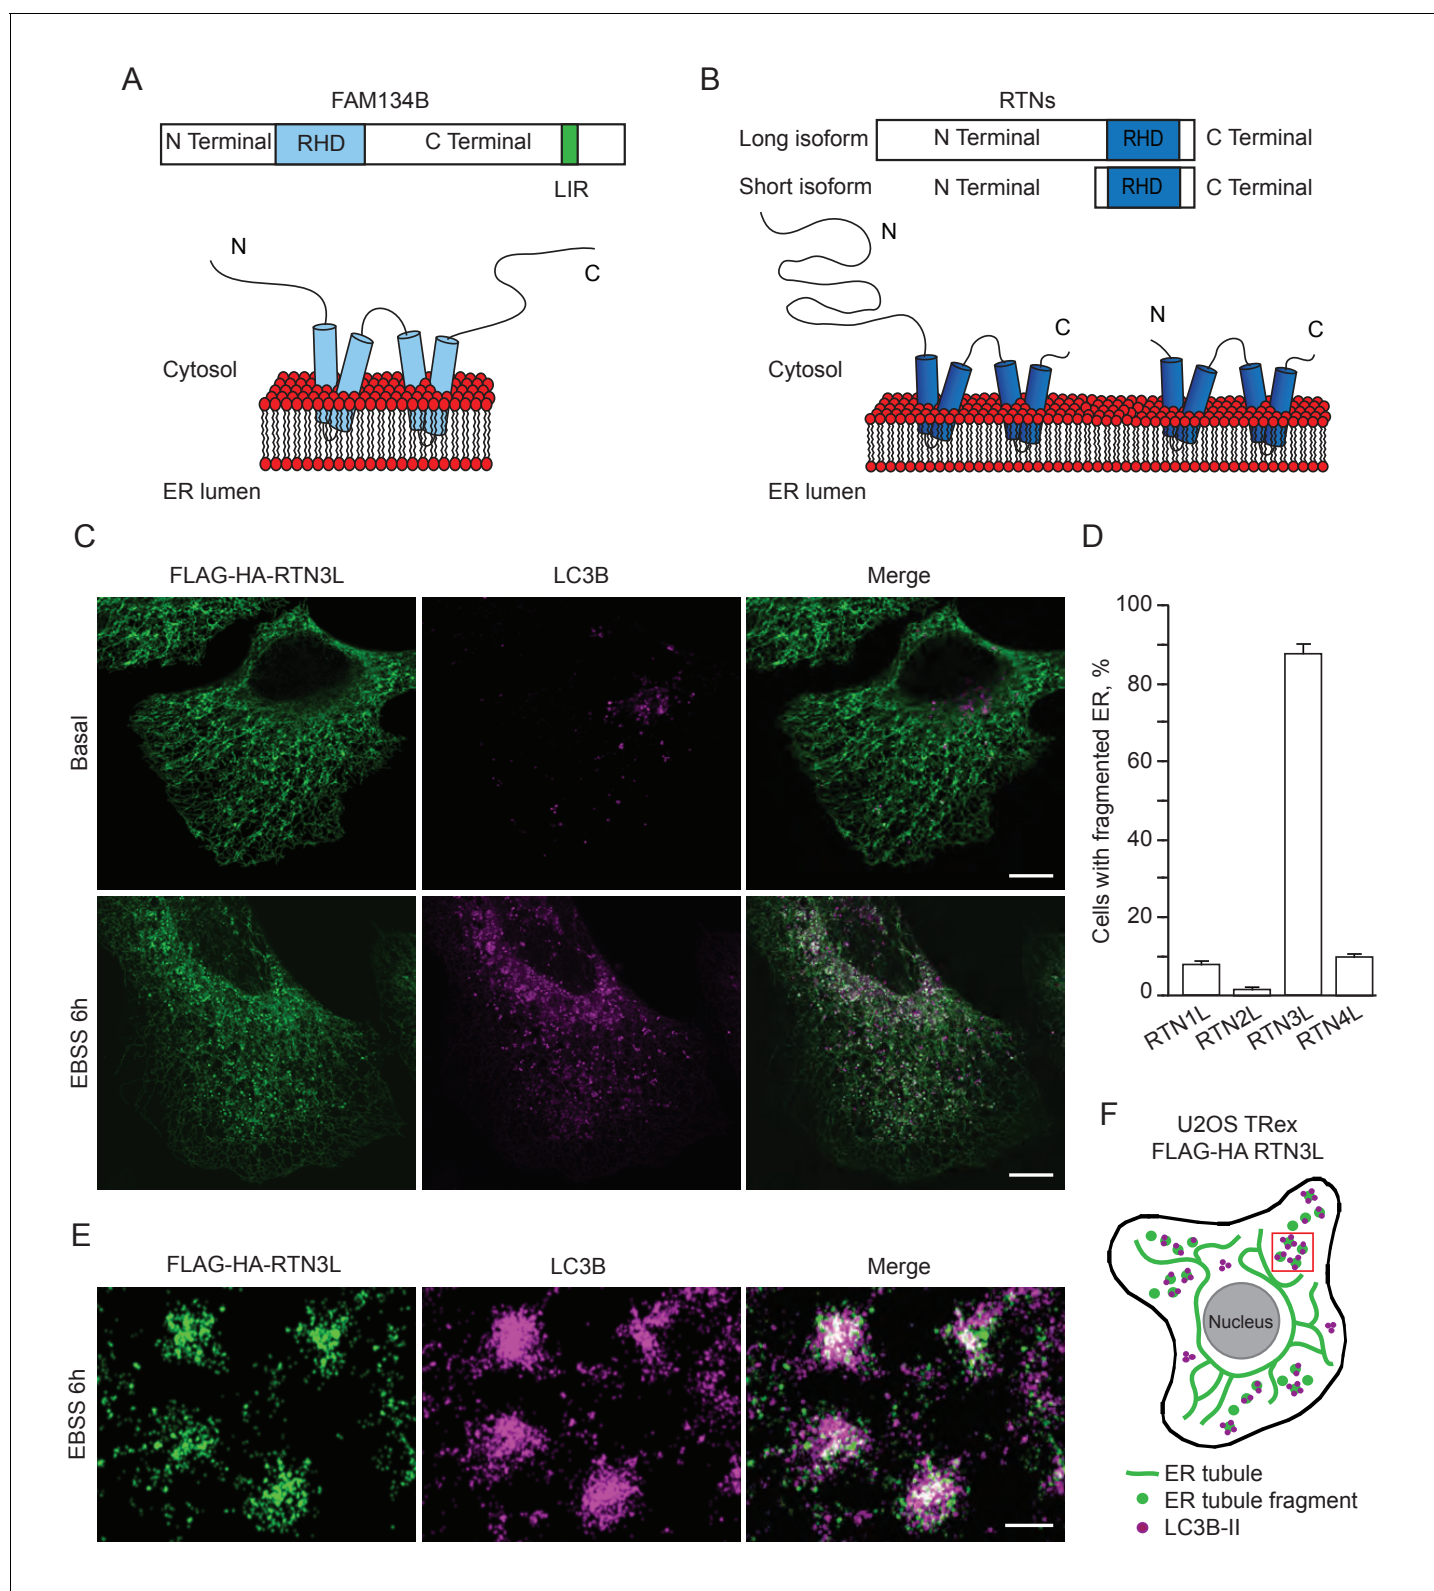 A
FAM134B
N Terminal RHD C Terminal
LIR
N
C
Cytosol
ER lumen
B
RTNs
Long isoform N Terminal RHD C Terminal
Short isoform N Terminal RHD C Terminal
N
C
N
C
Cytosol
ER lumen
C
FLAG-HA-RTN3L LC3B Merge
Basal
EBSS 6h
D
Cells with fragmented ER, %
100
80
60
40
20
0
RTN1L RTN2L RTN3L RTN4L
E
FLAG-HA-RTN3L LC3B Merge
EBSS 6h
F
U2OS TRex
FLAG-HA RTN3L
Nucleus
ER tubule
ER tubule fragment
LC3B-II